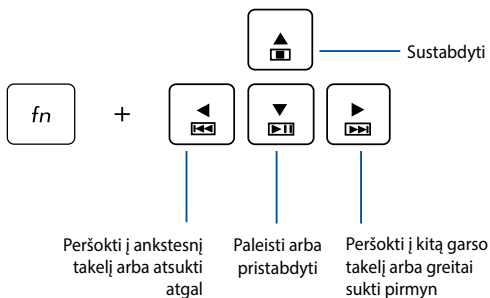 Sustabdyti
fn +
Peršokti į ankstesnį
takelį arba atsukti
atgal
Paleisti arba
pristabdyti
Peršokti į kitą garso
takelį arba greitai
sukti pirmyn